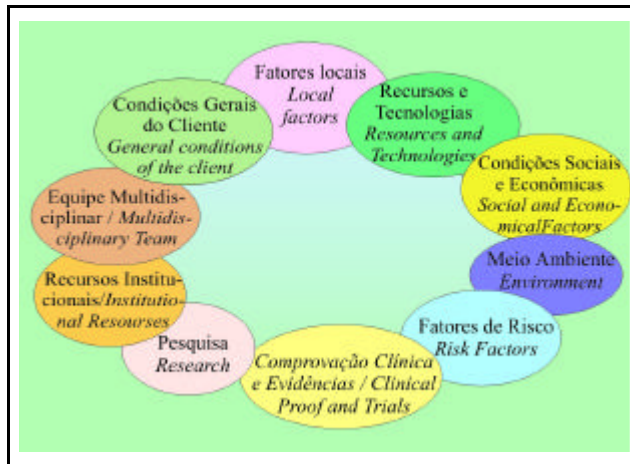 Fatores locais
Local
factors
Recursos e
Tecnologias
Resources and
Technologies
Condições Sociais
e Econômicas
Social and Econo-
micalFactors
Meio Ambiente
Environment
Fatores de Risco
Risk Factors
Comprovação Clínica
e Evidências / Clinical
Proof and Trials
Pesquisa
Research
Recursos Institu-
cionais/Institutio-
nal Resourses
Equipe Multidis-
ciplinar / Multidis-
ciplinary Team
Condições Gerais
do Cliente
General conditions
of the client